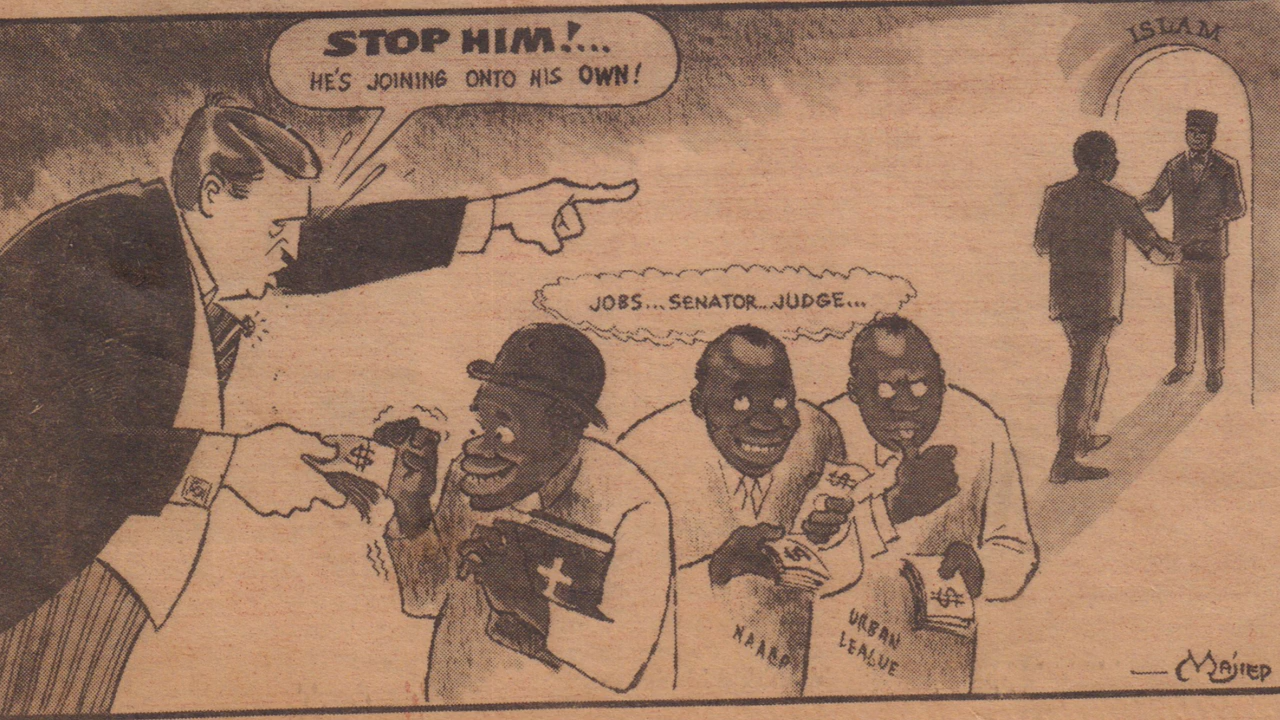 STOP HIM!...
HE'S JOINING ONTO HIS OWN!
ISLAM
JOBS...SENATOR...JUDGE...
$
$
$
$
NAACP
URBAN
LEAGUE
MAJIED